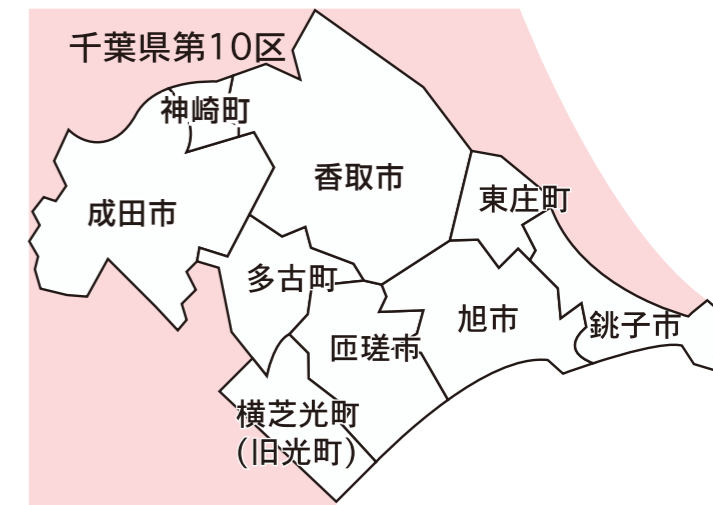 千葉県第10区
神崎町
香取市
成田市
東庄町
多古町
旭市
銚子市
匝瑳市
横芝光町
(旧光町)